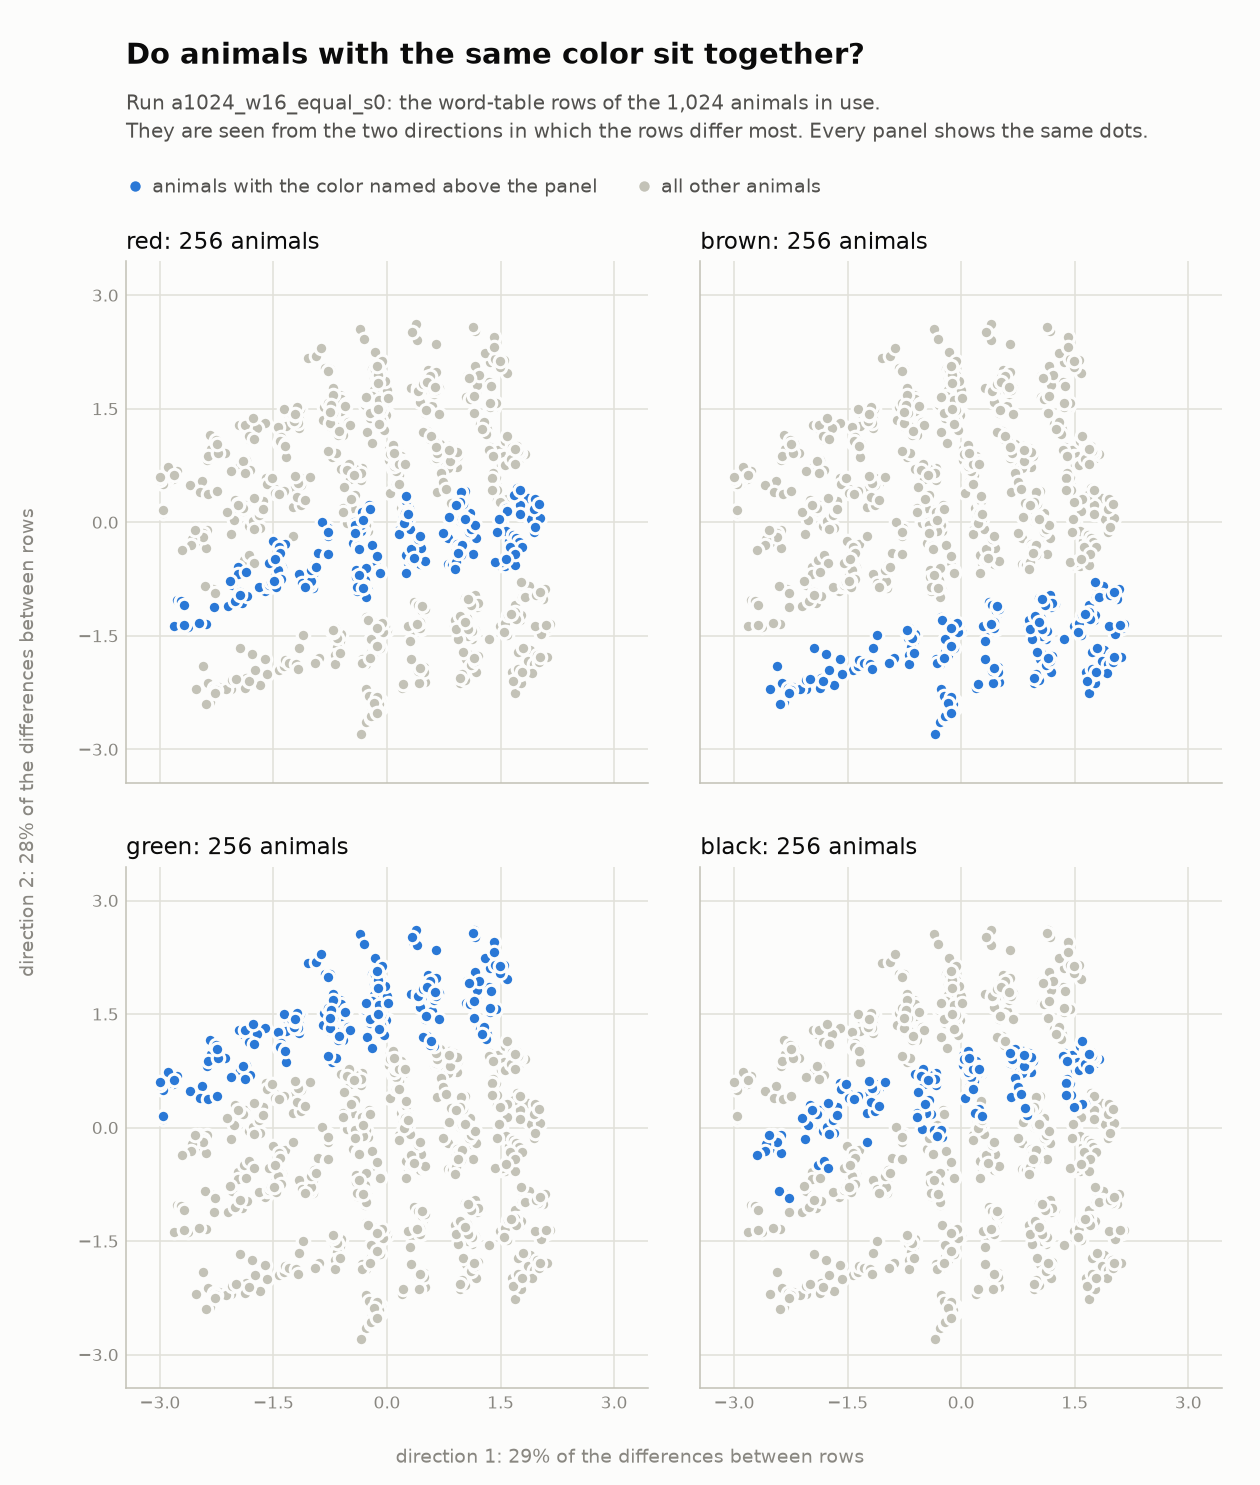 Do animals with the same color sit together?
Run a1024_w16_equal_s0: the word-table rows of the 1,024 animals in use.
They are seen from the two directions in which the rows differ most. Every panel shows the same dots.
animals with the color named above the panel
all other animals
red: 256 animals
brown: 256 animals
3.0
1.5
0.0
−1.5
−3.0
direction 2: 28% of the differences between rows
green: 256 animals
black: 256 animals
3.0
1.5
0.0
−1.5
−3.0
−3.0
−1.5
0.0
1.5
3.0
−3.0
−1.5
0.0
1.5
3.0
direction 1: 29% of the differences between rows